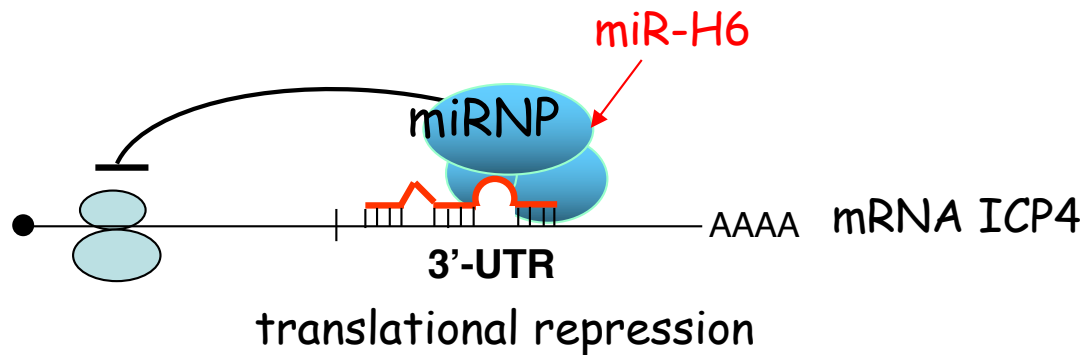 miR-H6
miRNP
AAAA mRNA ICP4
3’-UTR
translational repression